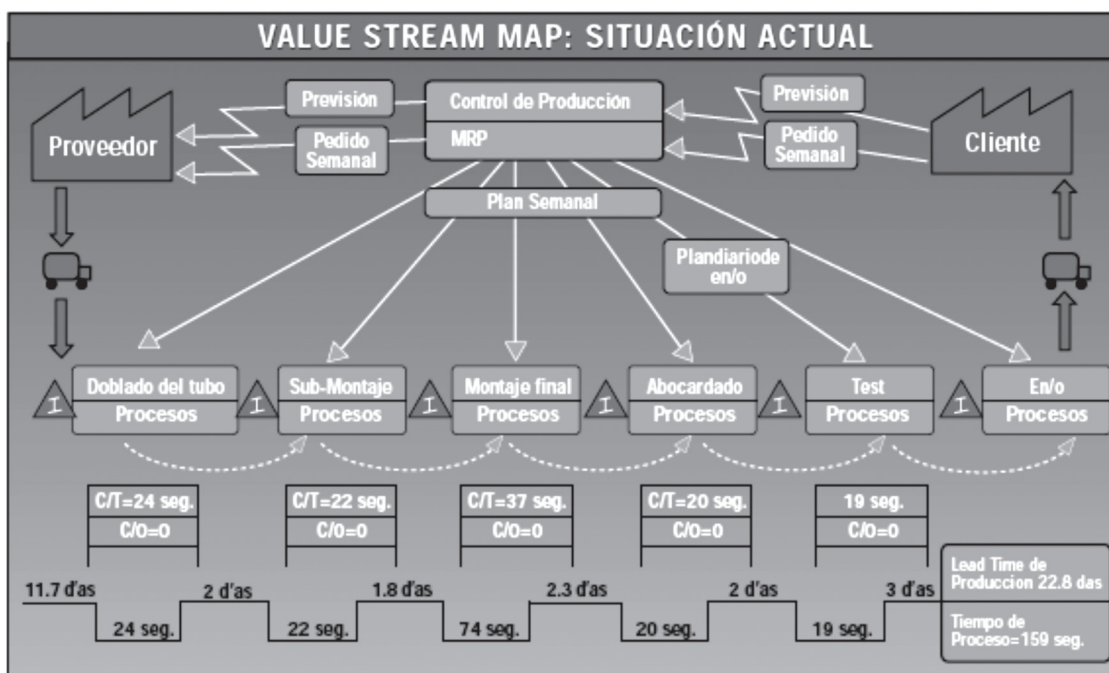 VALUE STREAM MAP: SITUACIÓN ACTUAL
Proveedor
Previsión
Pedido
Semanal
Control de Producción
MRP
Previsión
Pedido
Semanal
Cliente
Plan Semanal
Plandiariode
en/o
I
Doblado del tubo
Procesos
I
Sub-Montaje
Procesos
I
Montaje final
Procesos
I
Abocardado
Procesos
I
Test
Procesos
I
En/o
Procesos
C/T=24 seg.
C/O=0
C/T=22 seg.
C/O=0
C/T=37 seg.
C/O=0
C/T=20 seg.
C/O=0
19 seg.
C/O=0
11.7 d'as
24 seg.
2 d'as
22 seg.
1.8 d'as
74 seg.
2.3 d'as
20 seg.
2 d'as
19 seg.
3 d'as
Lead Time de
Produccion 22.8 das
Tiempo de
Proceso=159 seg.